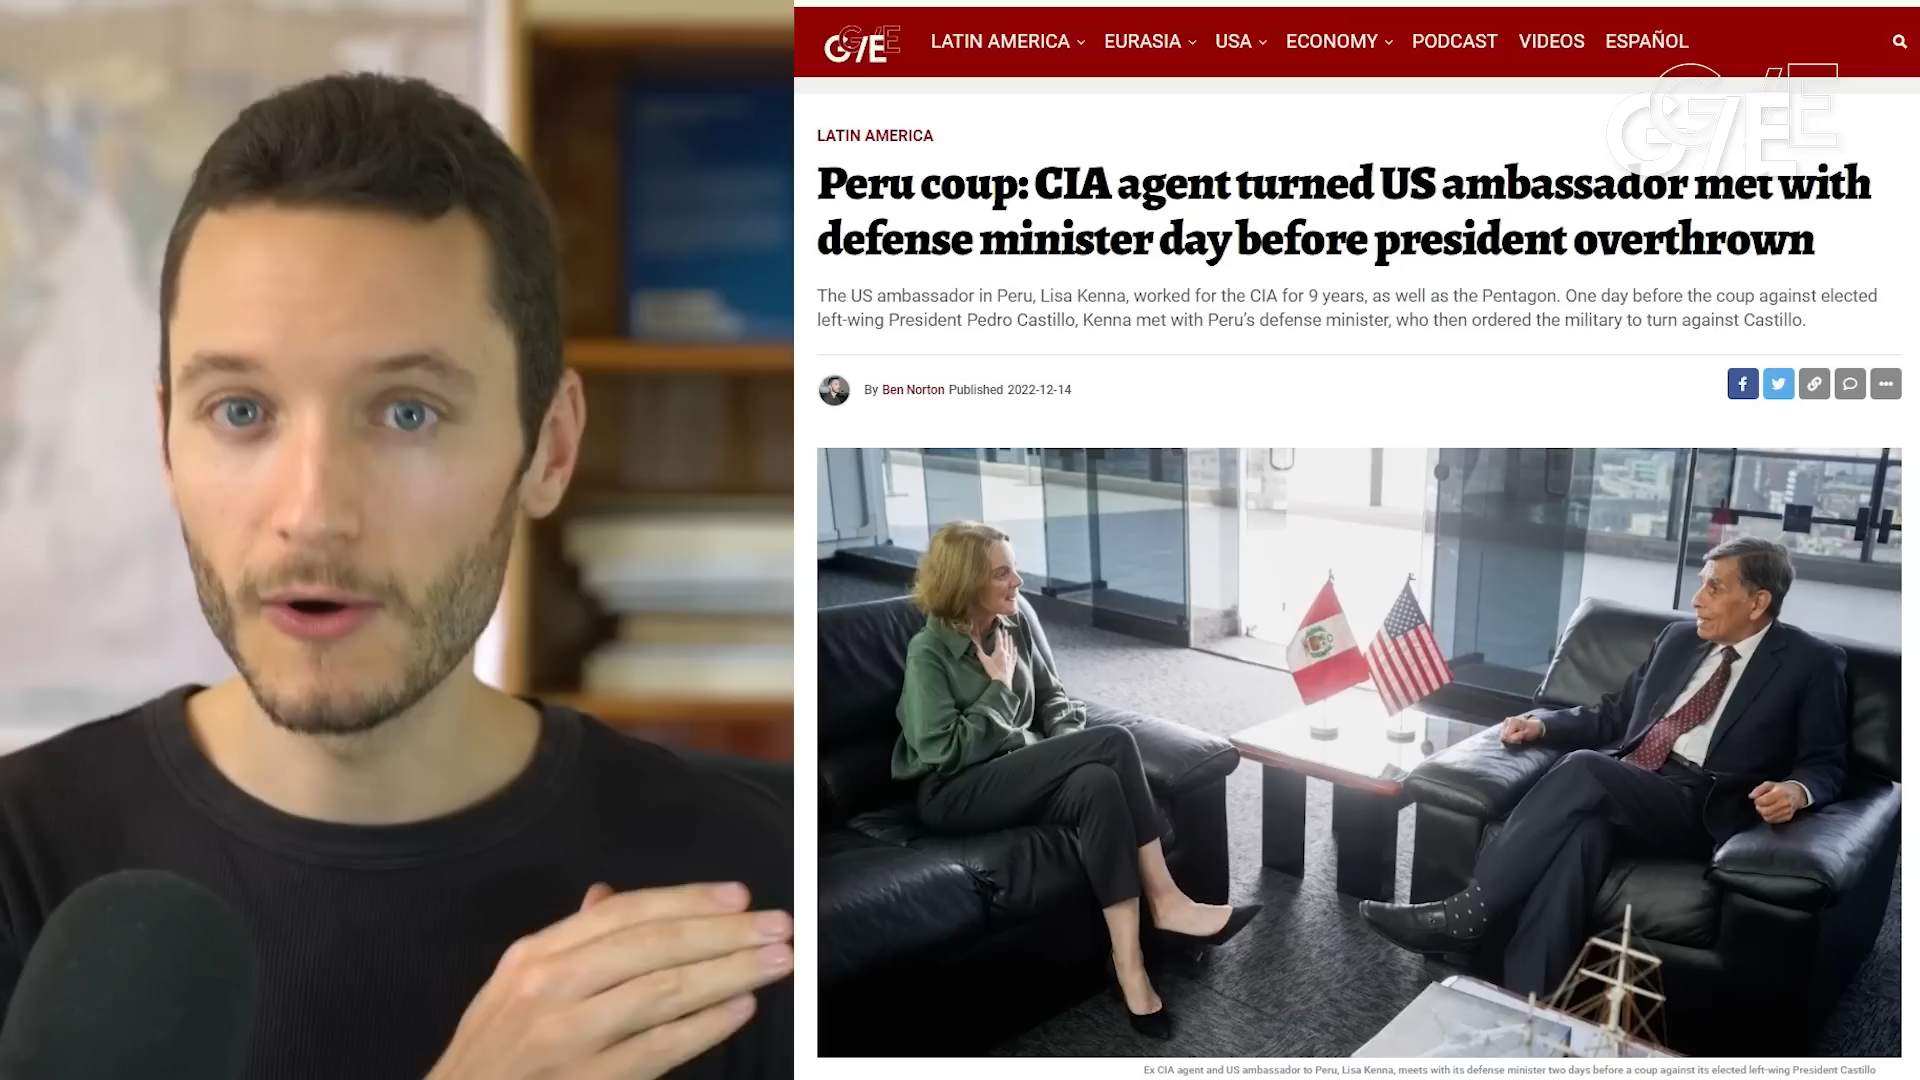 G/E LATIN AMERICA EURASIA USA ECONOMY PODCAST VIDEOS ESPAÑOL
G/E
LATIN AMERICA
Peru coup: CIA agent turned US ambassador met with
defense minister day before president overthrown
The US ambassador in Peru, Lisa Kenna, worked for the CIA for 9 years, as well as the Pentagon. One day before the coup against elected
left-wing President Pedro Castillo, Kenna met with Peru's defense minister, who then ordered the military to turn against Castillo.
By Ben Norton Published 2022-12-14
Ex CIA agent and US ambassador to Peru, Lisa Kenna, meets with its defense minister two days before a coup against its elected left-wing President Castillo